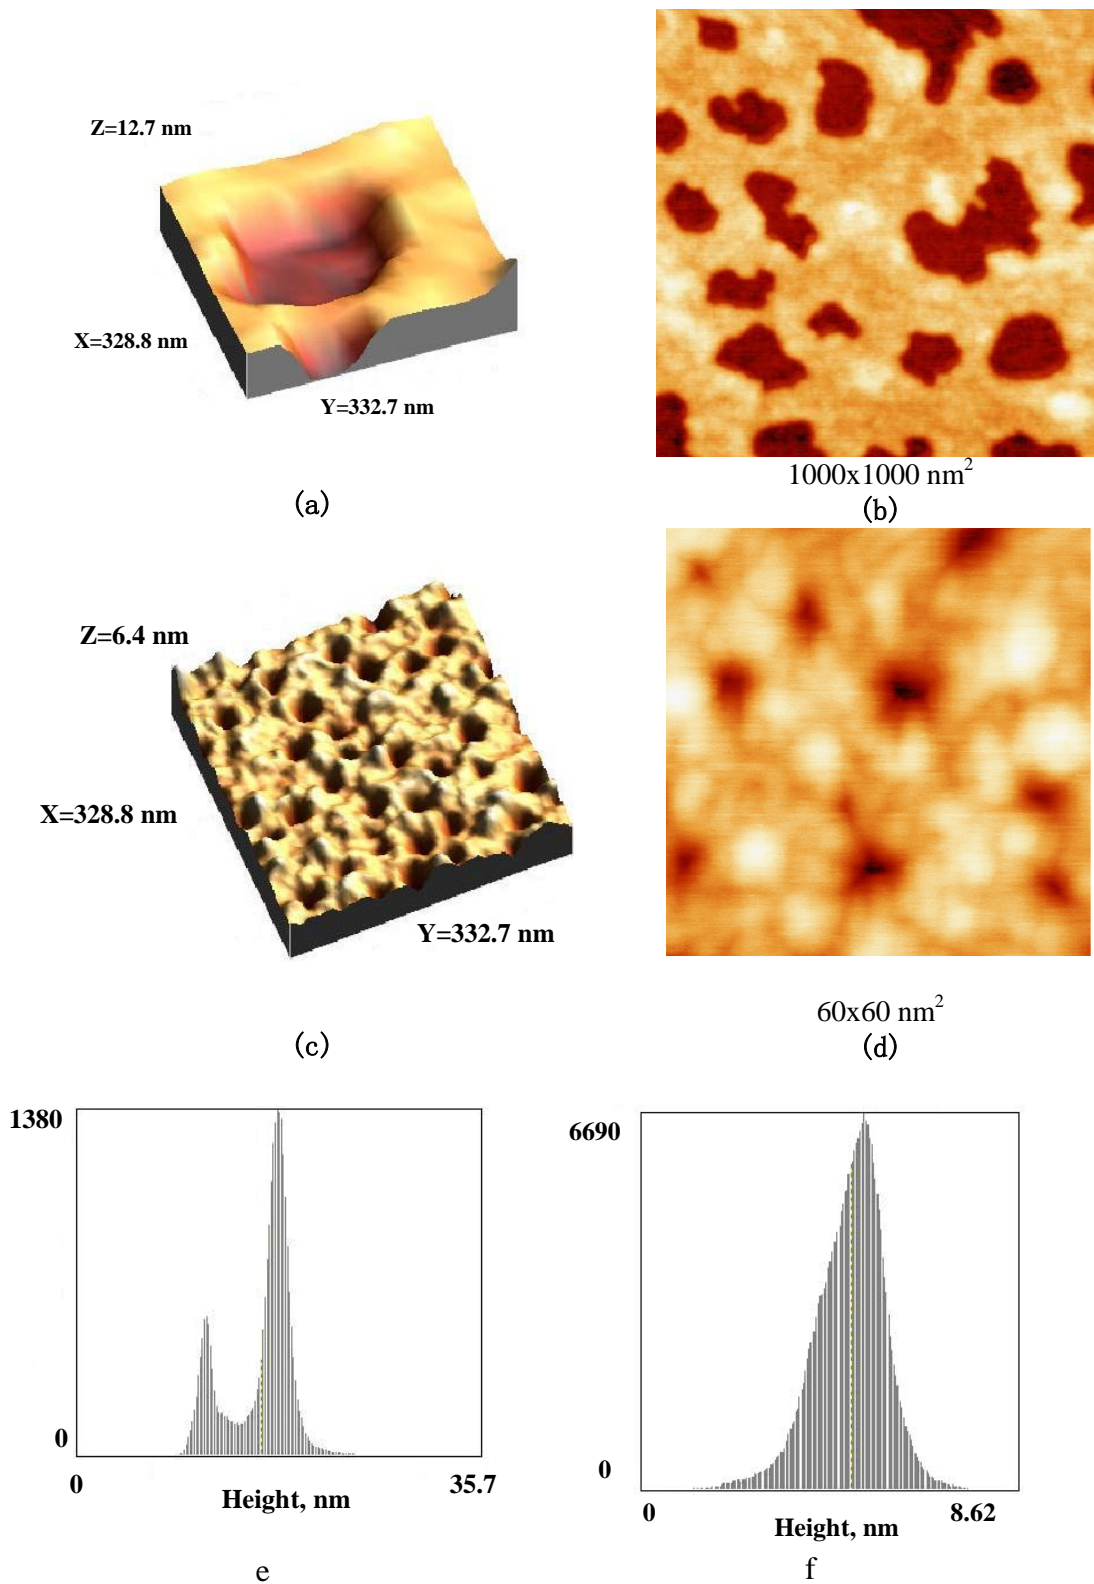 Z=12.7 nm
X=328.8 nm
Y=332.7 nm
(a)
1000x1000 nm²
(b)
Z=6.4 nm
X=328.8 nm
Y=332.7 nm
(c)
60x60 nm²
(d)
1380
0
0
35.7
Height, nm
e
6690
0
0
8.62
Height, nm
f